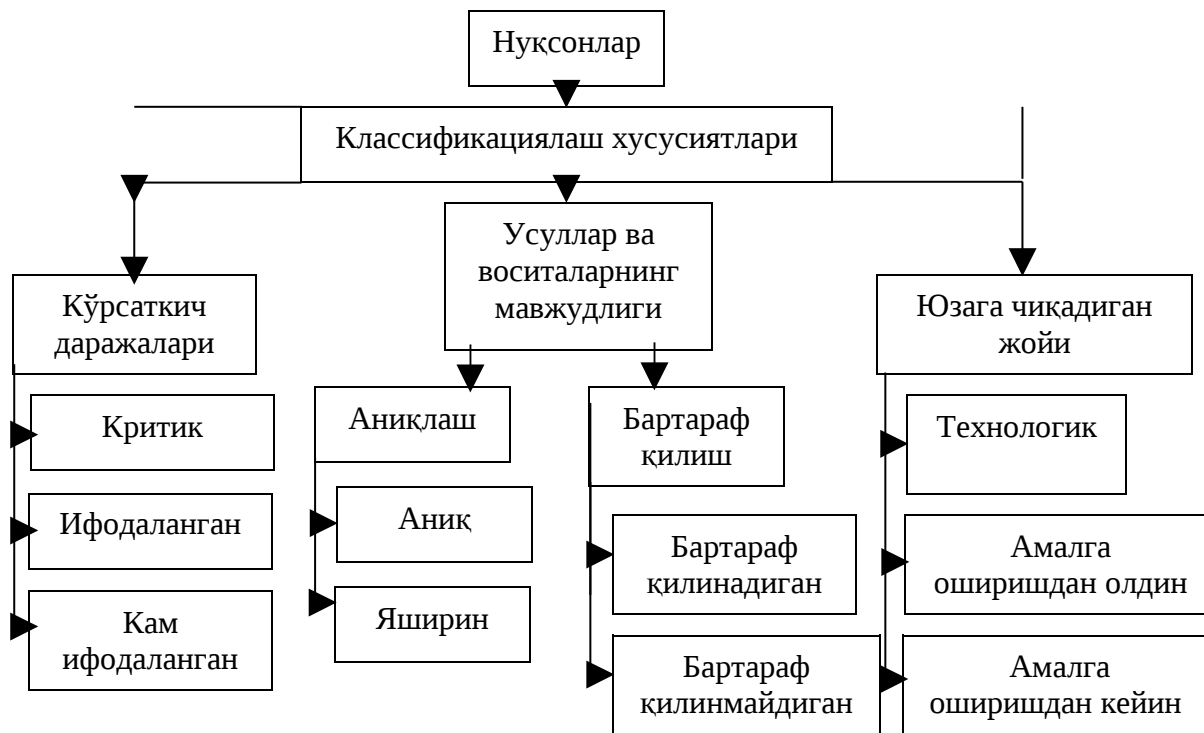 Нуқсонлар
Классификациялаш хусусиятлари
Усуллар ва
воситаларнинг
мавжудлиги
Кўрсаткич
даражалари
Юзага чиқадиган
жойи
Критик
Ифодаланган
Кам
ифодаланган
Аниқлаш
Аниқ
Яширин
Бартараф
қилиш
Бартараф
қилинадиган
Бартараф
қилинмайдиган
Технологик
Амалга
оширишдан олдин
Амалга
оширишдан кейин